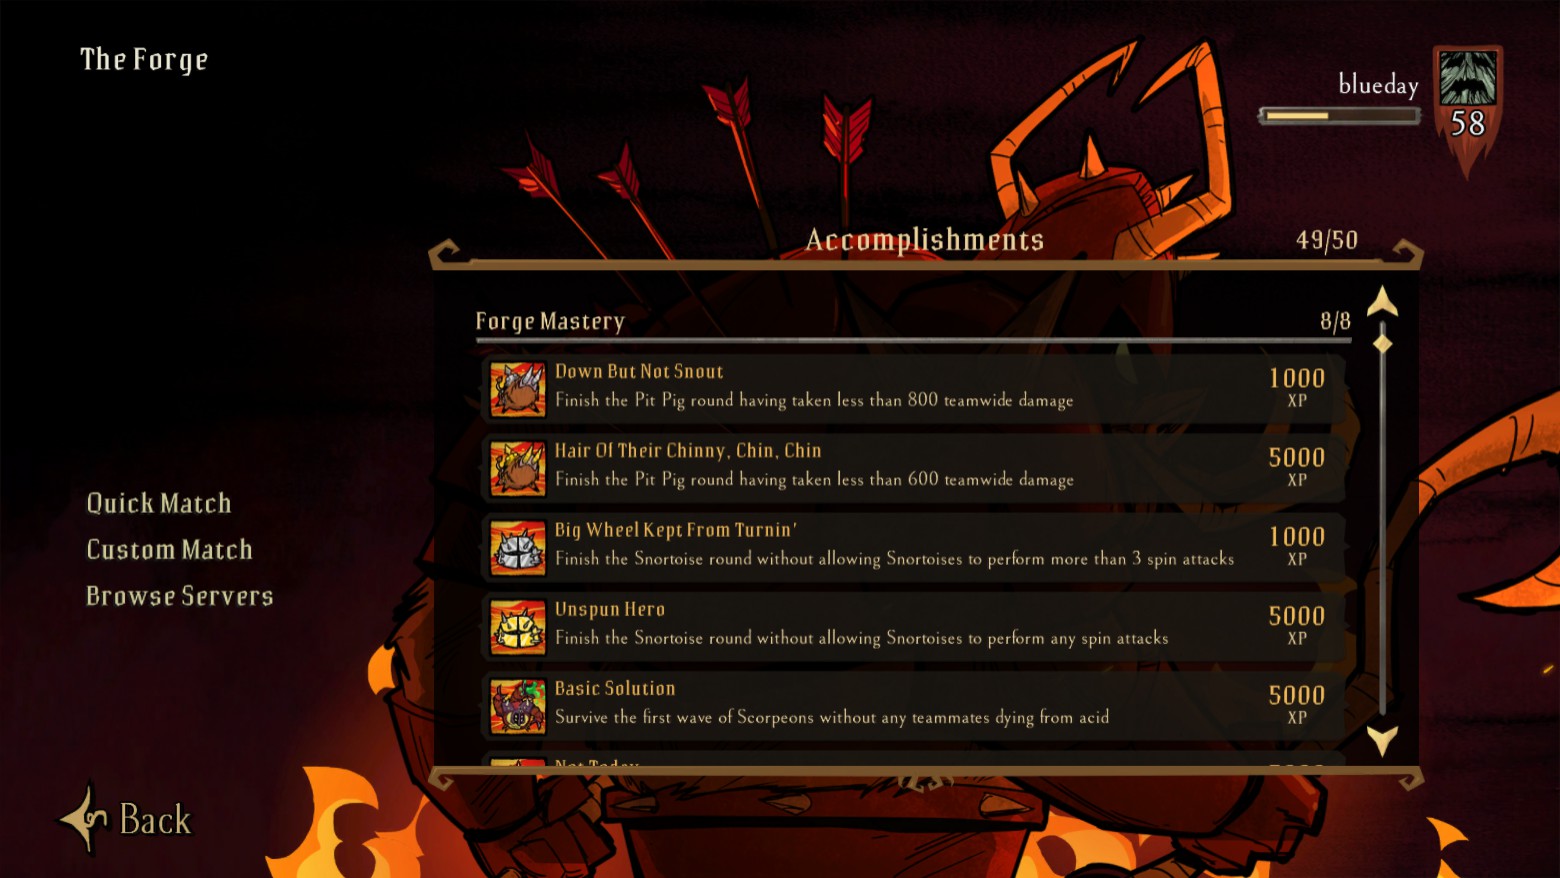 The Forge
blueday
58
Accomplishments
49/50
Forge Mastery
8/8
Down But Not Snout
Finish the Pit Pig round having taken less than 800 teamwide damage
1000
XP
Hair Of Their Chinny, Chin, Chin
Finish the Pit Pig round having taken less than 600 teamwide damage
5000
XP
Big Wheel Kept From Turnin'
Finish the Snortoise round without allowing Snortoises to perform more than 3 spin attacks
1000
XP
Unspun Hero
Finish the Snortoise round without allowing Snortoises to perform any spin attacks
5000
XP
Basic Solution
Survive the first wave of Scorpeons without any teammates dying from acid
5000
XP
Not Today
Quick Match
Custom Match
Browse Servers
Back